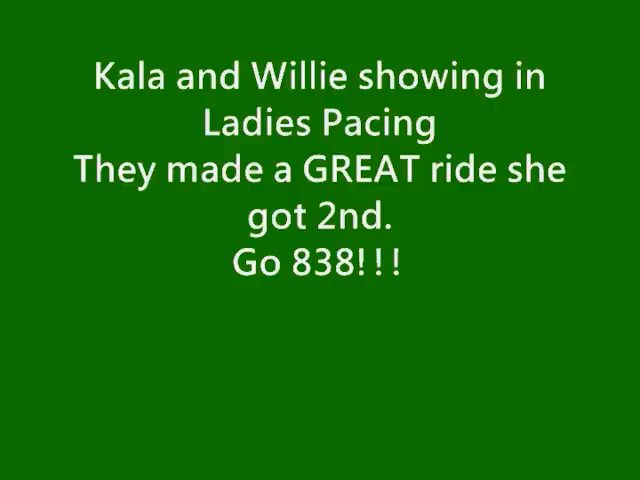 Kala and Willie showing in
Ladies Pacing
They made a GREAT ride she
got 2nd.
Go 838!!!